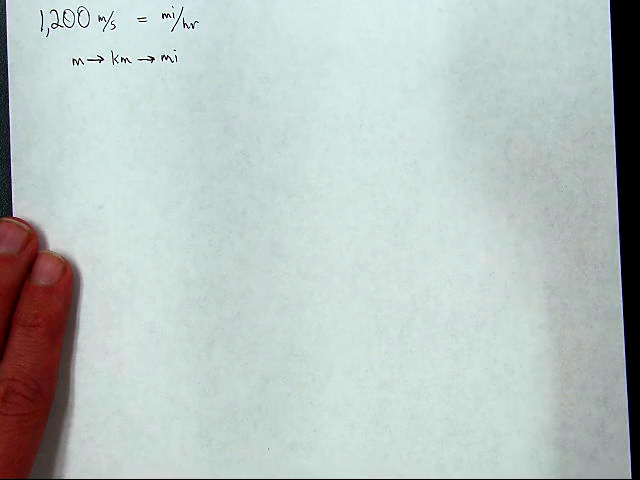 1,200 m/s = mi/hr
m → km → mi